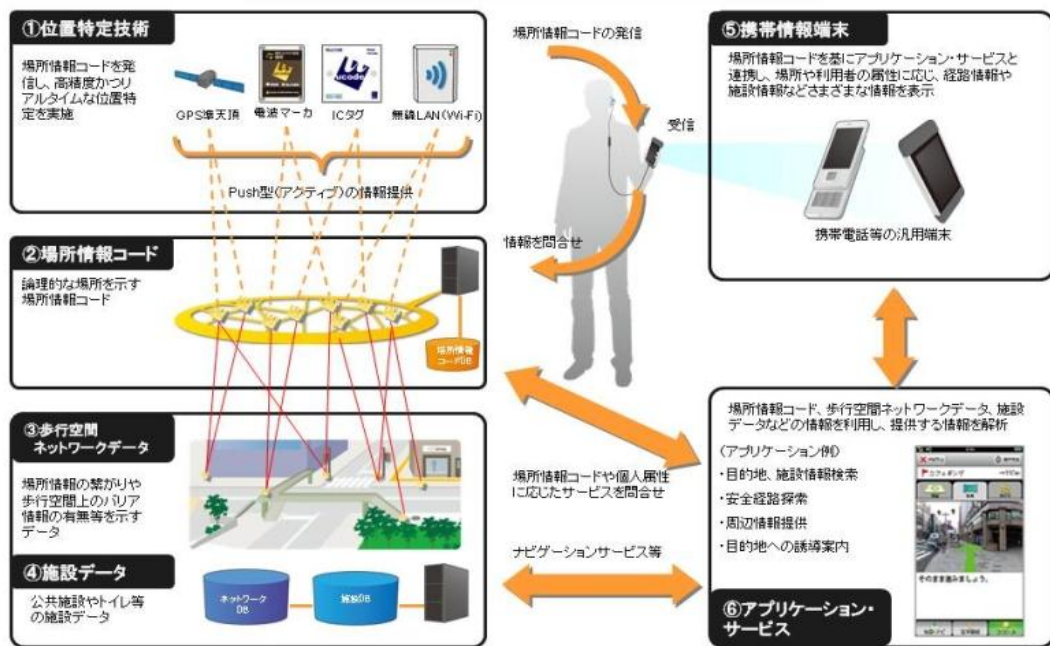 ①位置特定技術
場所情報コードを発
信し、高精度かつリ
アルタイムな位置特
定を実施
GPS準天頂
電波マーカ
ICタグ
無線LAN(Wi-Fi)
ucode
Push型(アクティブ)の情報提供
②場所情報コード
論理的な場所を示す
場所情報コード
場所情報
コードDB
③歩行空間
ネットワークデータ
場所情報の繋がりや
歩行空間上のバリア
情報の有無等を示す
データ
④施設データ
公共施設やトイレ等
の施設データ
ネットワーク
DB
施設DB
場所情報コードの発信
受信
情報を問合せ
場所情報コードや個人属性
に応じたサービスを問合せ
ナビゲーションサービス等
⑤携帯情報端末
場所情報コードを基にアプリケーション・サービスと
連携し、場所や利用者の属性に応じ、経路情報や
施設情報などさまざまな情報を表示
携帯電話等の汎用端末
場所情報コード、歩行空間ネットワークデータ、施設
データなどの情報を利用し、提供する情報を解析
〈アプリケーション例〉
・目的地、施設情報検索
・安全経路探索
・周辺情報提供
・目的地への誘導案内
そのまま進みましょう。
⑥アプリケーション・
サービス